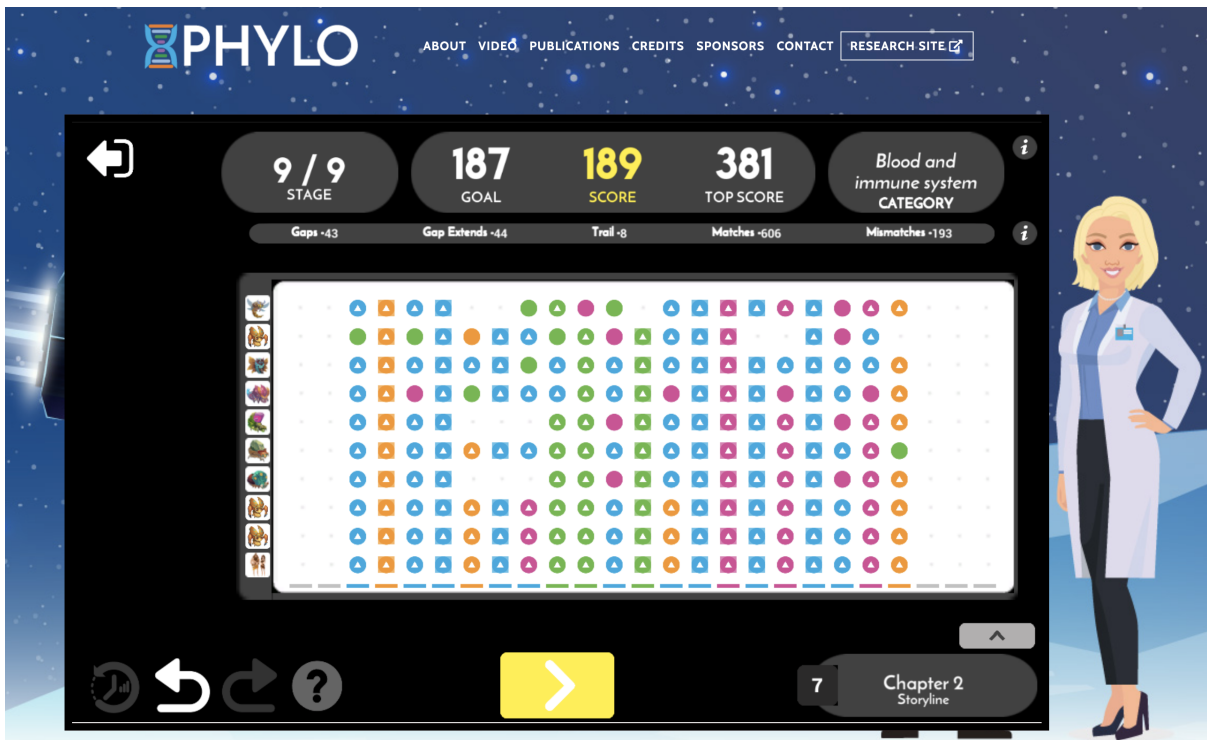 PHYLO
ABOUT VIDEO PUBLICATIONS CREDITS SPONSORS CONTACT RESEARCH SITE
9 / 9
STAGE
187
GOAL
189
SCORE
381
TOP SCORE
Blood and
immune system
CATEGORY
i
Gaps -43 Gap Extends -44 Trail -8 Matches -606 Mismatches -193
i
?
7
Chapter 2
Storyline